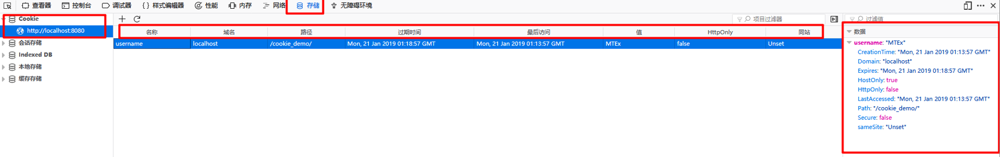 查看器 控制台 调试器 {} 样式编辑器 性能 内存 网络 存储 无障碍环境
Cookie
http://localhost:8080
会话存储
Indexed DB
本地存储
缓存存储
项目过滤器
过滤值
名称 域名 路径 过期时间 最后访问 值 HttpOnly 同站
username localhost /cookie_demo/ Mon, 21 Jan 2019 01:18:57 GMT Mon, 21 Jan 2019 01:13:57 GMT MTEx false Unset
数据
username: "MTEx"
CreationTime: "Mon, 21 Jan 2019 01:13:57 GMT"
Domain: "localhost"
Expires: "Mon, 21 Jan 2019 01:18:57 GMT"
HostOnly: true
HttpOnly: false
LastAccessed: "Mon, 21 Jan 2019 01:13:57 GMT"
Path: "/cookie_demo/"
Secure: false
sameSite: "Unset"